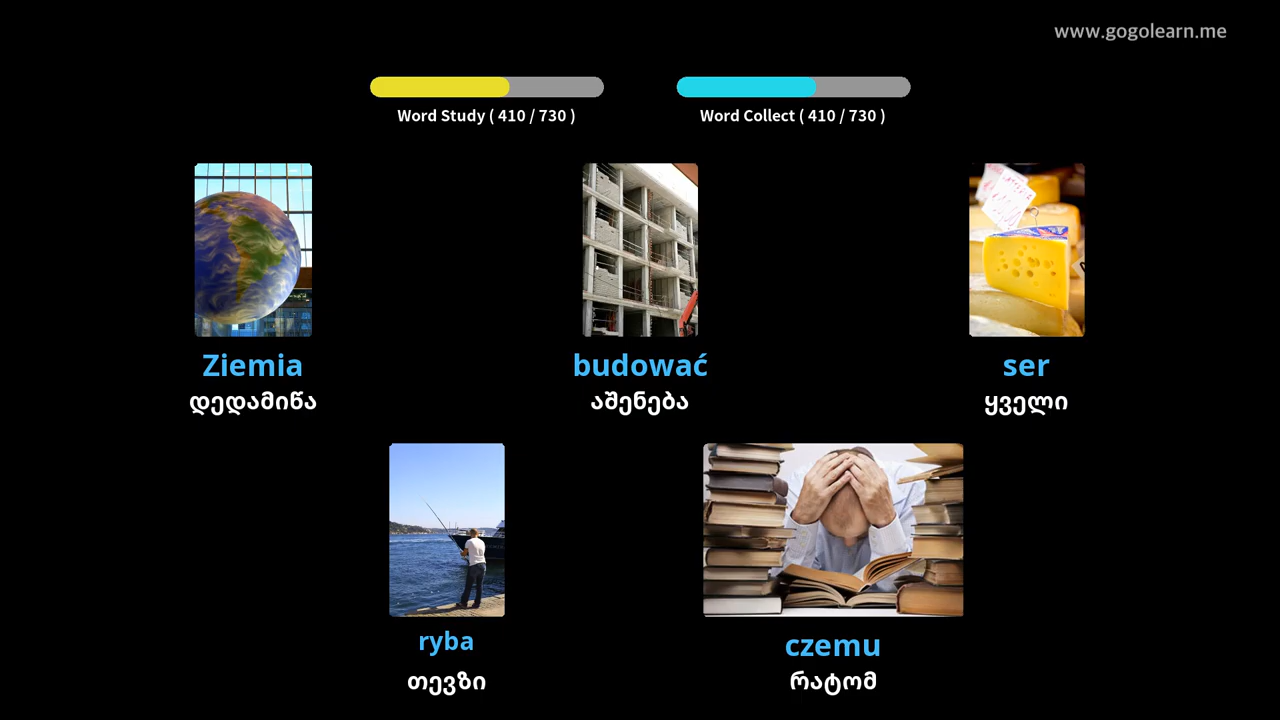 www.gogolearn.me
Word Study ( 410 / 730 )
Word Collect ( 410 / 730 )
Ziemia
დედამიწა
budować
აშენება
ser
ყველი
ryba
თევზი
czemu
რატომ